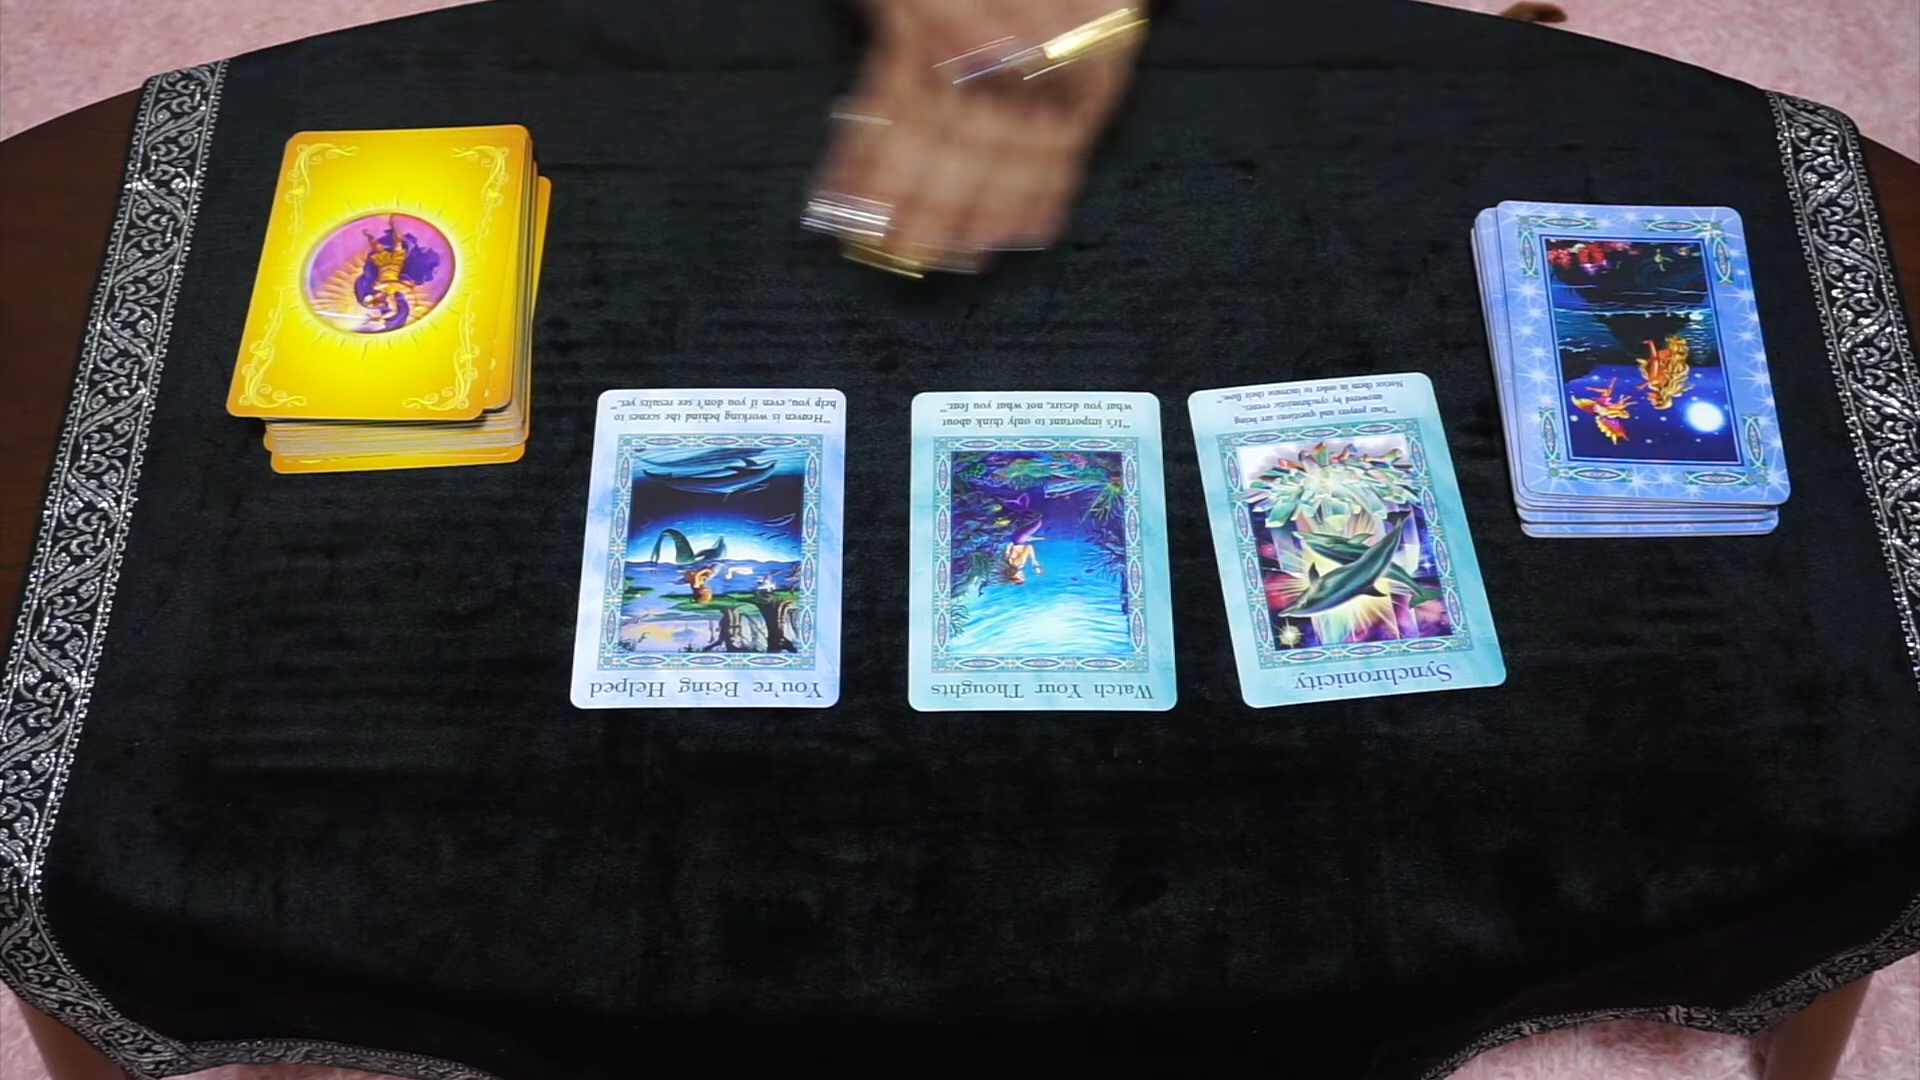 You're Being Helped
"Heaven is working behind the scenes to
help you, even if you don't see results yet."
Watch Your Thoughts
"It's important to only think about
what you desire, not what you fear."
Synchronicity
"Your prayers and questions are being
answered by synchronistic events.
Notice them in order to increase their flow."